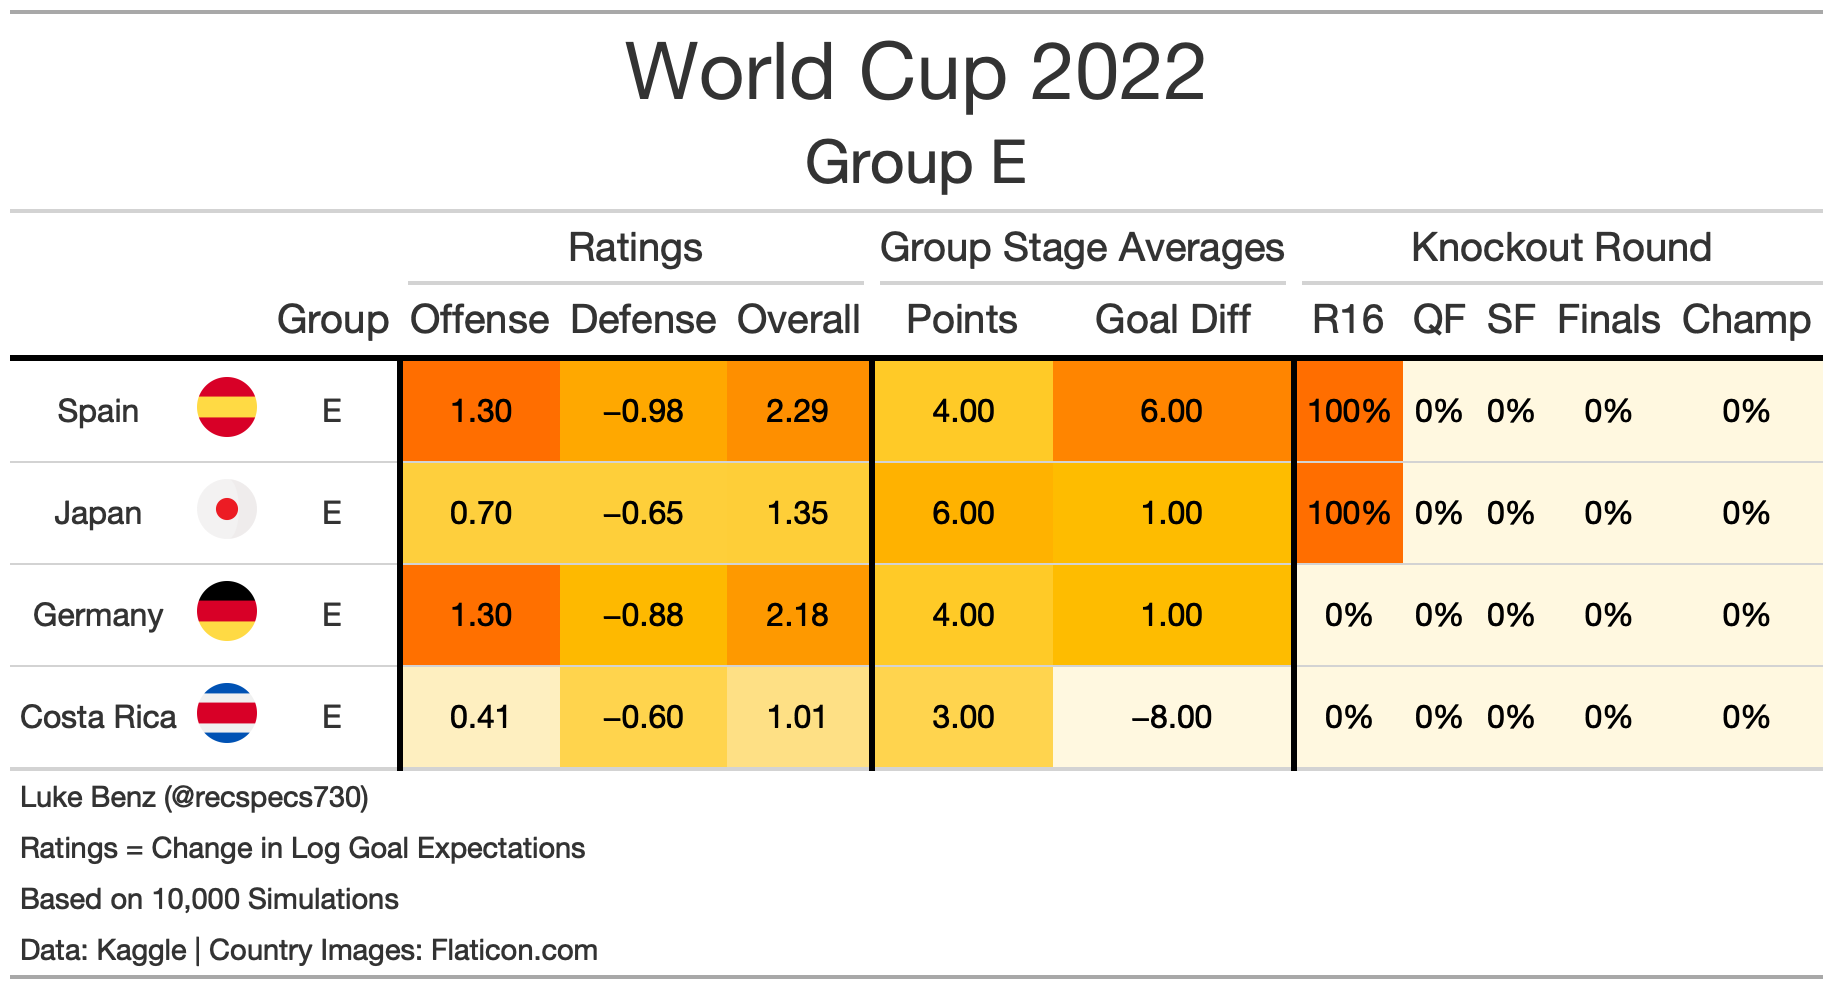 World Cup 2022
Group E
Ratings Group Stage Averages Knockout Round
Group Offense Defense Overall Points Goal Diff R16 QF SF Finals Champ
Spain E 1.30 −0.98 2.29 4.00 6.00 100% 0% 0% 0% 0%
Japan E 0.70 −0.65 1.35 6.00 1.00 100% 0% 0% 0% 0%
Germany E 1.30 −0.88 2.18 4.00 1.00 0% 0% 0% 0% 0%
Costa Rica E 0.41 −0.60 1.01 3.00 −8.00 0% 0% 0% 0% 0%
Luke Benz (@recspecs730)
Ratings = Change in Log Goal Expectations
Based on 10,000 Simulations
Data: Kaggle | Country Images: Flaticon.com